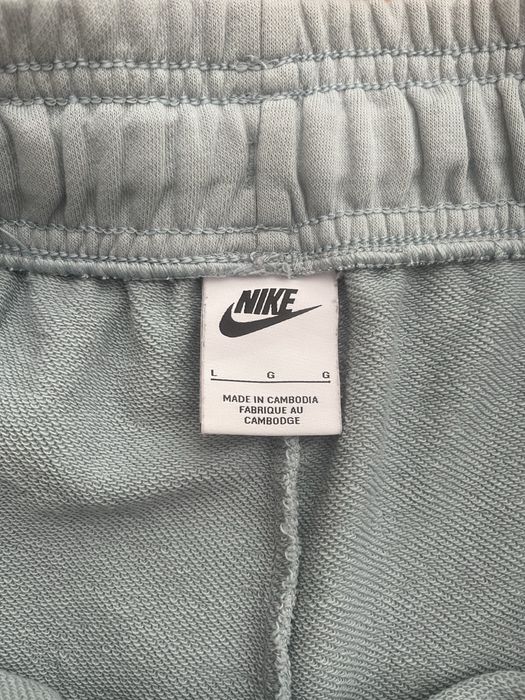 NIKE
L G G
MADE IN CAMBODIA
FABRIQUE AU
CAMBODGE